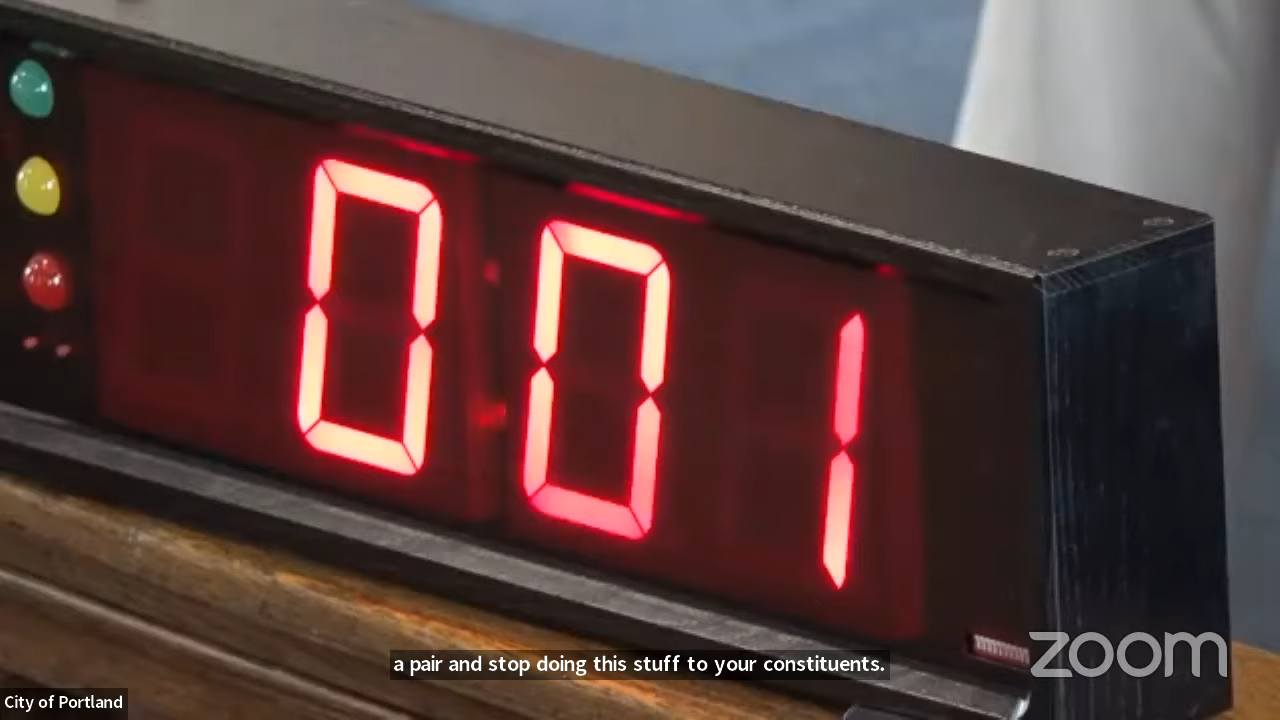 001
a pair and stop doing this stuff to your constituents.
zoom
City of Portland